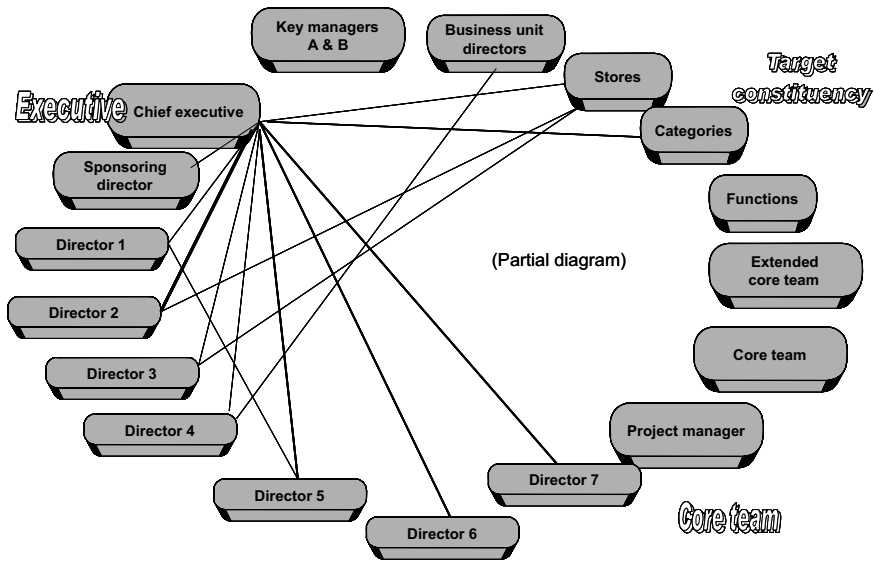 Key managers
A & B
Business unit
directors
Stores
Target
constituency
Executive
Chief executive
Categories
Sponsoring
director
Functions
Director 1
(Partial diagram)
Extended
core team
Director 2
Core team
Director 3
Director 4
Project manager
Director 7
Director 5
Core team
Director 6